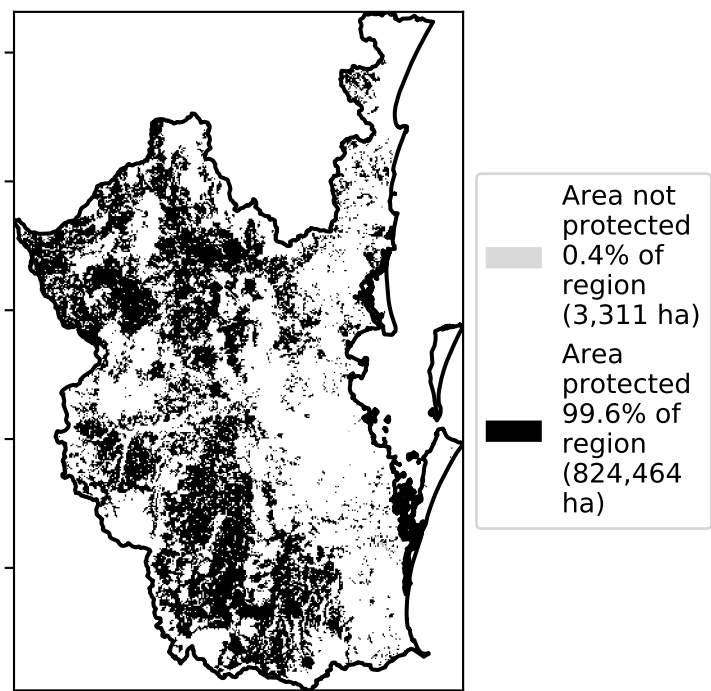 Area not
protected
0.4% of
region
(3,311 ha)
Area
protected
99.6% of
region
(824,464
ha)